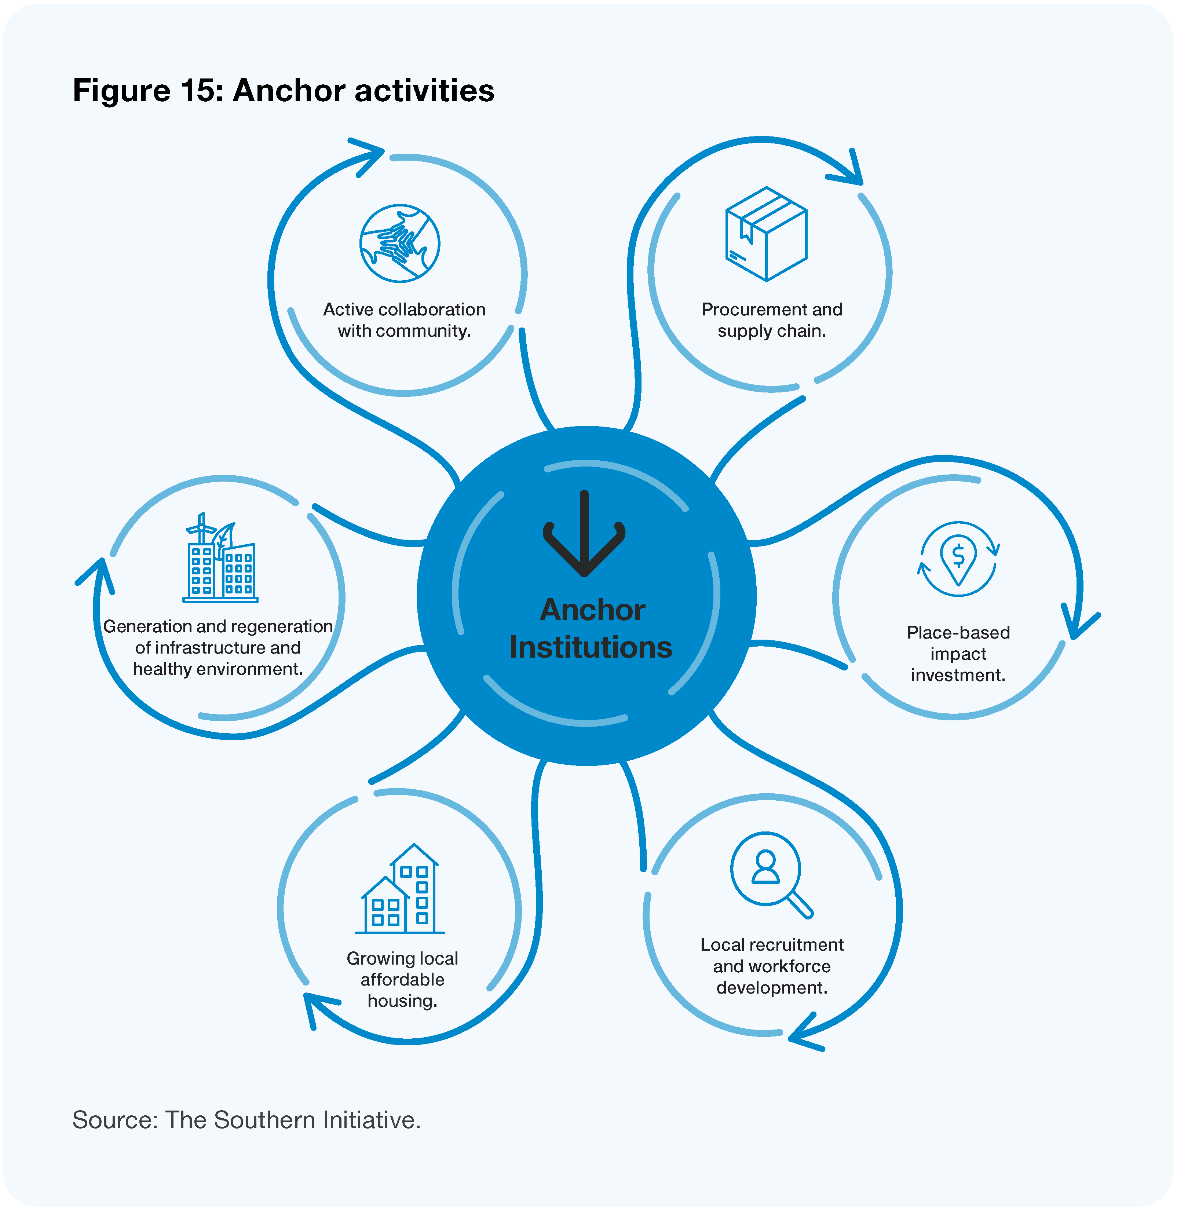 Figure 15: Anchor activities
Active collaboration
with community.
Procurement and
supply chain.
Generation and regeneration
of infrastructure and
healthy environment.
Anchor
Institutions
$
Place-based
impact
investment.
Growing local
affordable
housing.
Local recruitment
and workforce
development.
Source: The Southern Initiative.